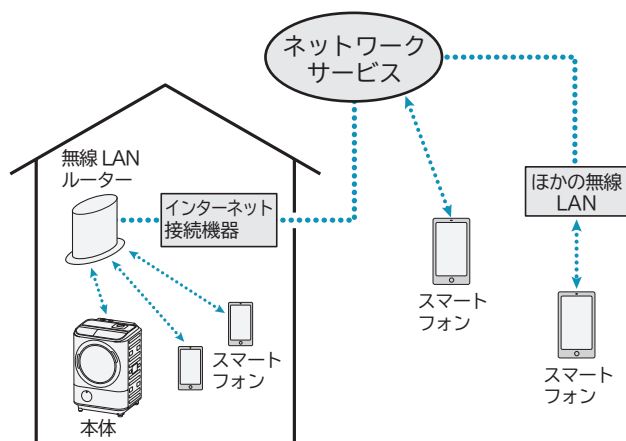 ネットワーク
サービス
無線 LAN
ルーター
インターネット
接続機器
ほかの無線
LAN
スマート
フォン
スマート
フォン
スマート
フォン
本体